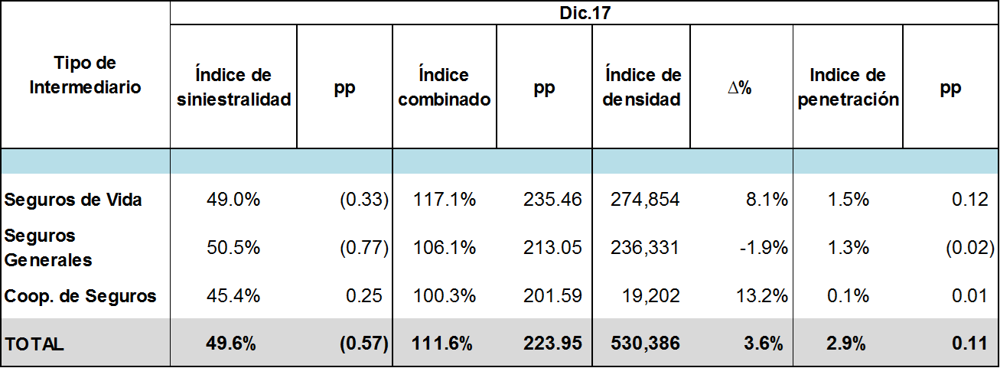 Dic.17
Tipo de
Intermediario
Índice de
siniestralidad
pp
Índice
combinado
pp
Índice de
densidad
∆%
Indice de
penetración
pp
Seguros de Vida 49.0% (0.33) 117.1% 235.46 274,854 8.1% 1.5% 0.12
Seguros
Generales 50.5% (0.77) 106.1% 213.05 236,331 -1.9% 1.3% (0.02)
Coop. de Seguros 45.4% 0.25 100.3% 201.59 19,202 13.2% 0.1% 0.01
TOTAL 49.6% (0.57) 111.6% 223.95 530,386 3.6% 2.9% 0.11